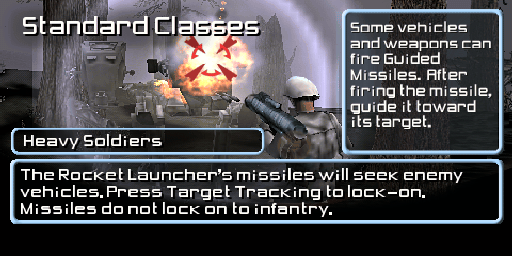 Standard Classes
Some vehicles
and weapons can
fire Guided
Missiles. After
firing the missile,
guide it toward
its target.
Heavy Soldiers
The Rocket Launcher's missiles will seek enemy
vehicles. Press Target Tracking to lock-on.
Missiles do not lock on to infantry.